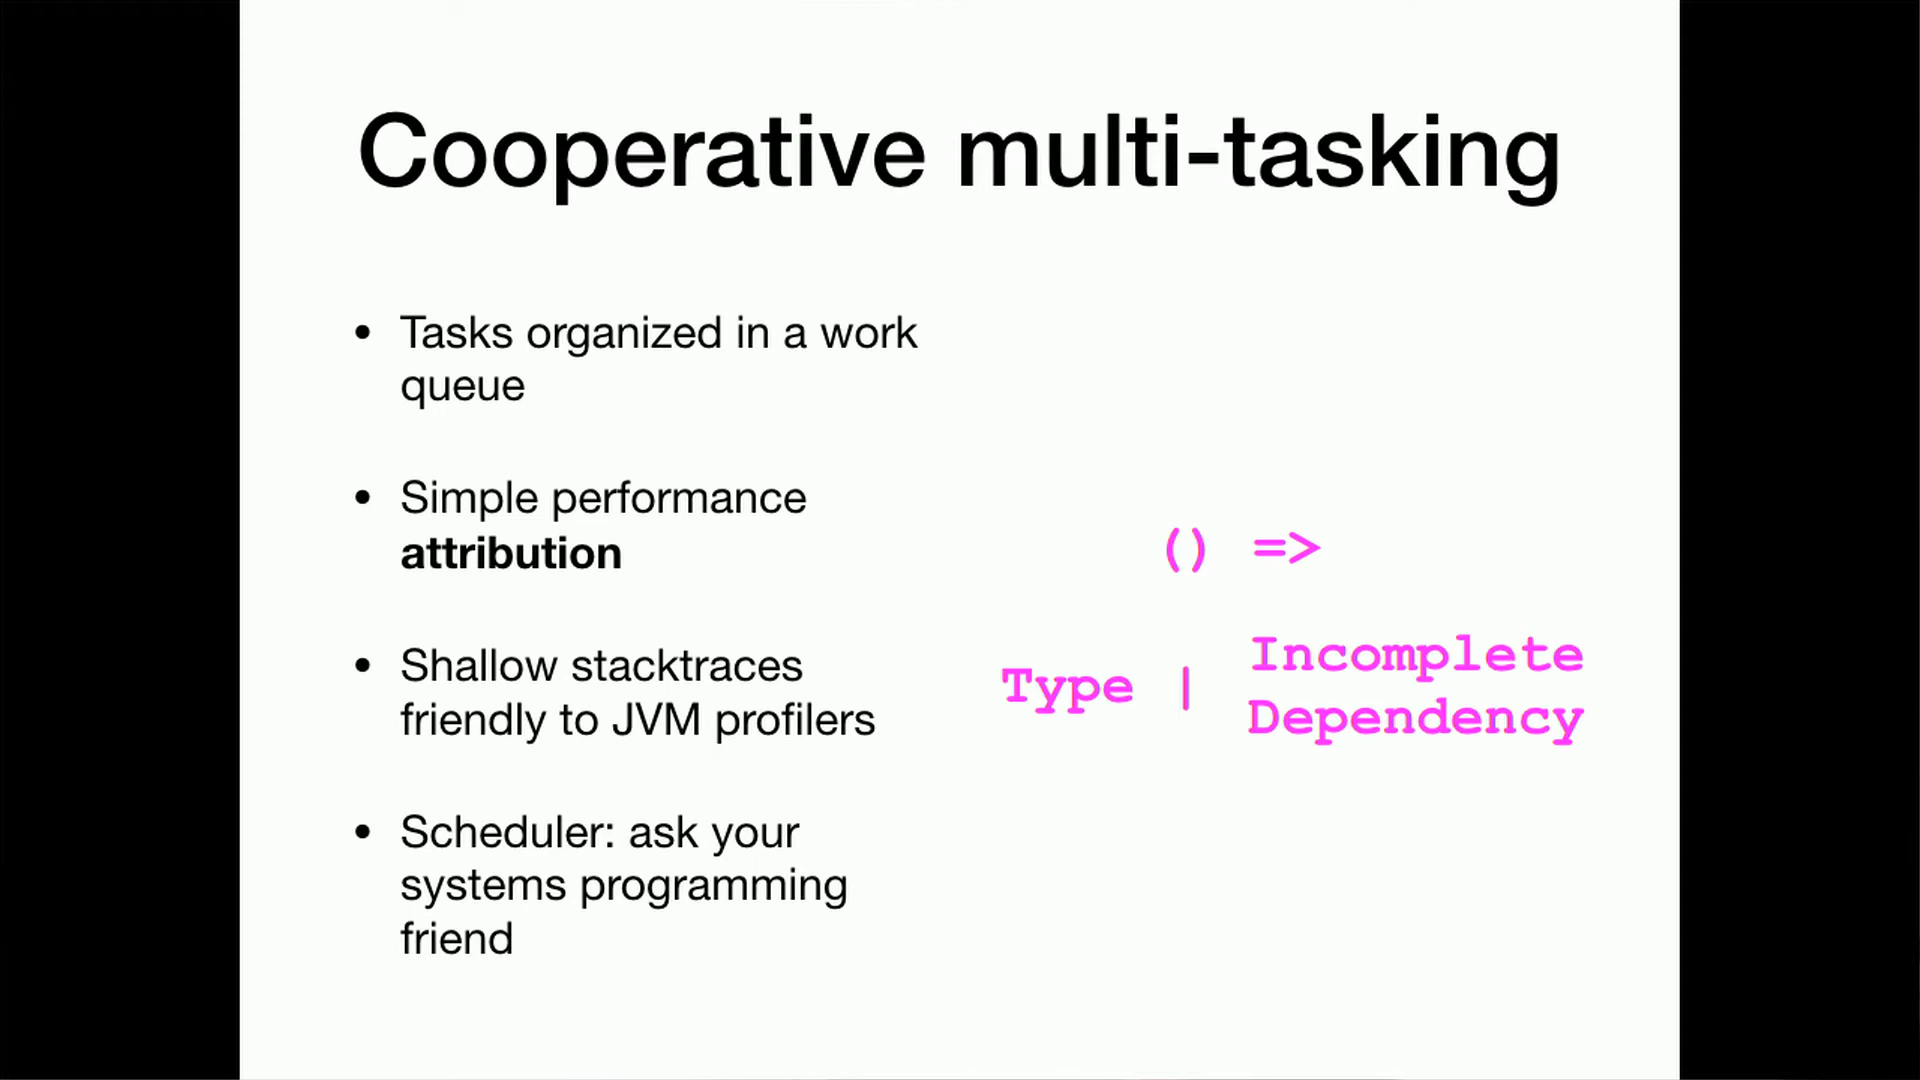 Cooperative multi-tasking
• Tasks organized in a work
queue
• Simple performance
attribution
• Shallow stacktraces
friendly to JVM profilers
• Scheduler: ask your
systems programming
friend
() =>
Type | Incomplete
Dependency